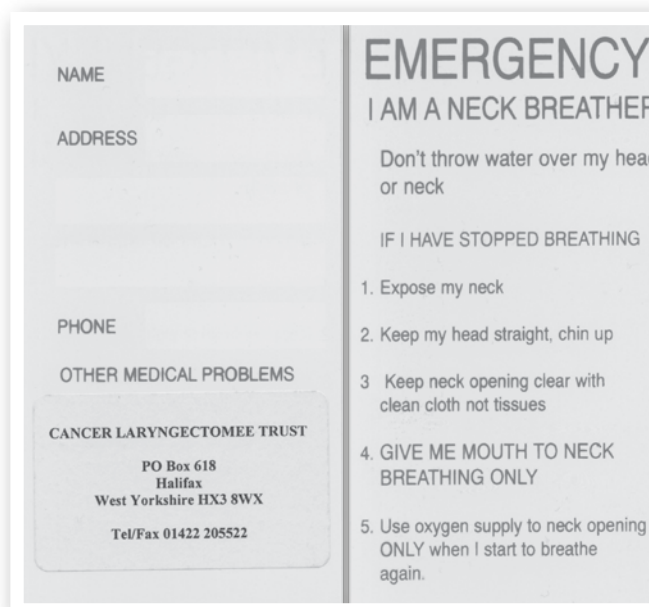 NAME
ADDRESS
PHONE
OTHER MEDICAL PROBLEMS
CANCER LARYNGECTOMEE TRUST
PO Box 618
Halifax
West Yorkshire HX3 8WX
Tel/Fax 01422 205522
EMERGENCY
I AM A NECK BREATHER
Don't throw water over my head
or neck
IF I HAVE STOPPED BREATHING
1. Expose my neck
2. Keep my head straight, chin up
3 Keep neck opening clear with
clean cloth not tissues
4. GIVE ME MOUTH TO NECK
BREATHING ONLY
5. Use oxygen supply to neck opening
ONLY when I start to breathe
again.